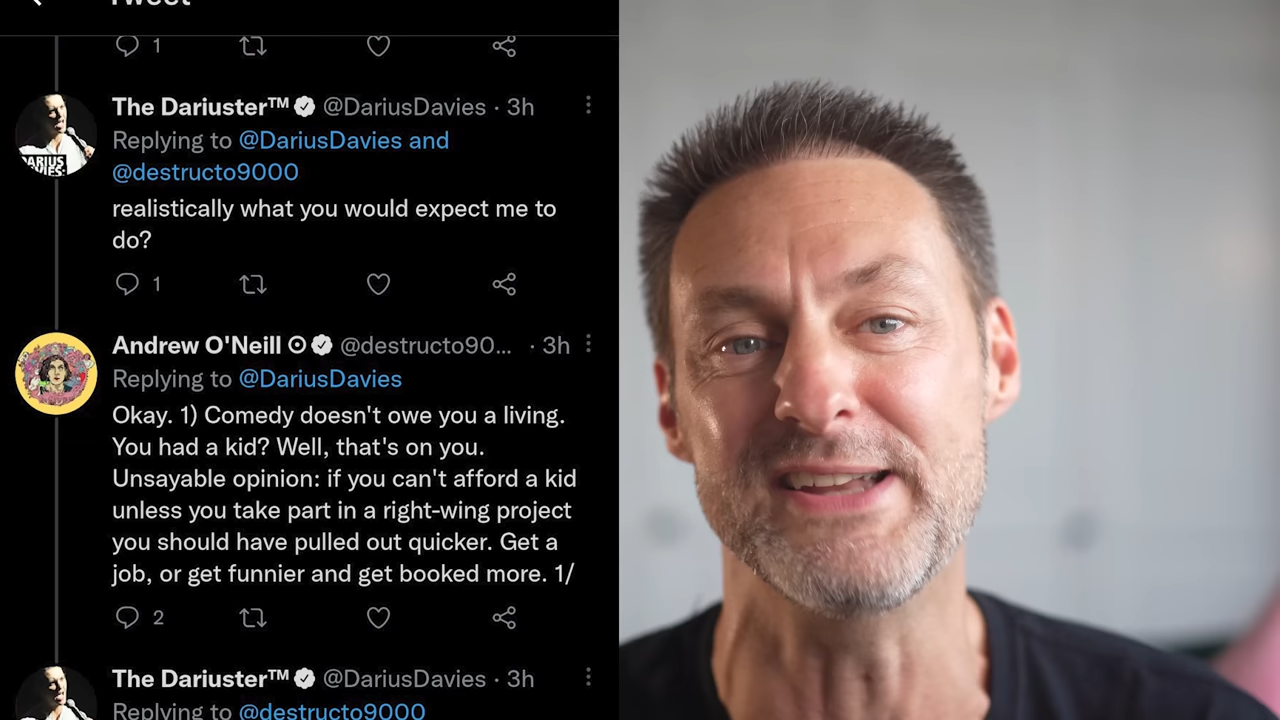 Tweet
1
The Dariuster™ @DariusDavies · 3h
Replying to @DariusDavies and
@destructo9000
realistically what you would expect me to
do?
1
Andrew O'Neill @destructo90... · 3h
Replying to @DariusDavies
Okay. 1) Comedy doesn't owe you a living.
You had a kid? Well, that's on you.
Unsayable opinion: if you can't afford a kid
unless you take part in a right-wing project
you should have pulled out quicker. Get a
job, or get funnier and get booked more. 1/
2
The Dariuster™ @DariusDavies · 3h
Replying to @destructo9000